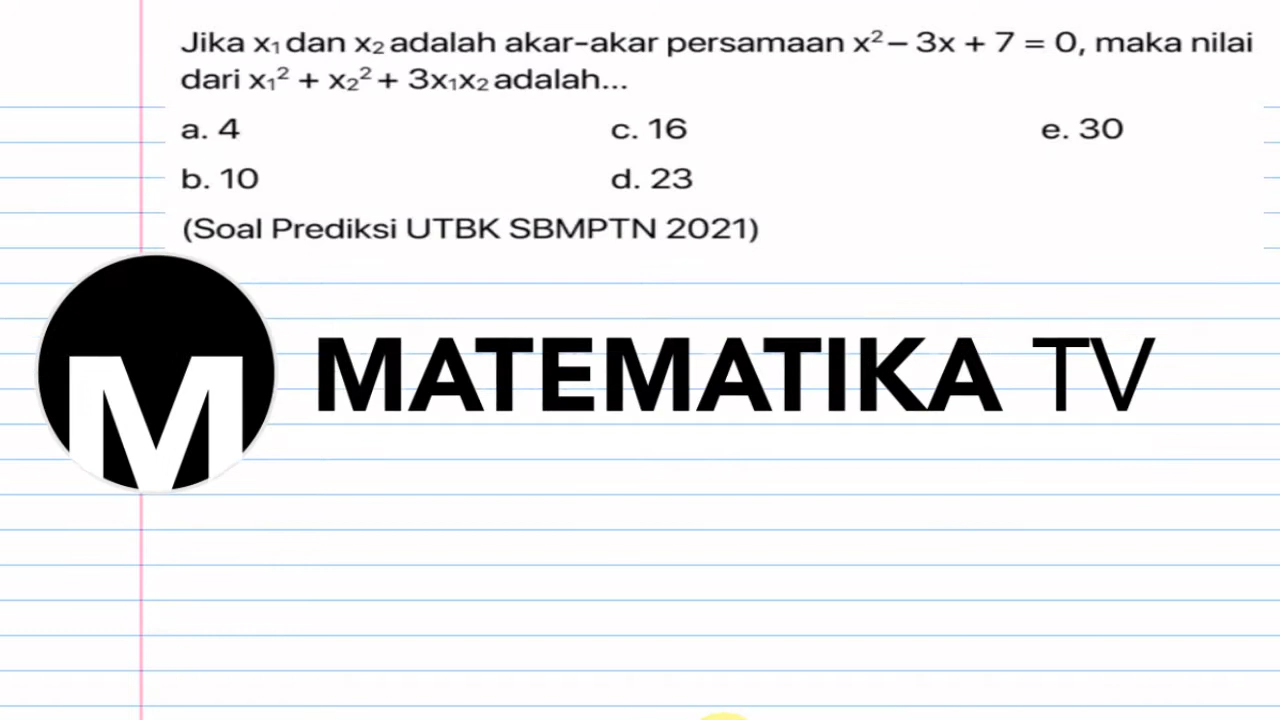 Jika x₁ dan x₂ adalah akar-akar persamaan x² – 3x + 7 = 0, maka nilai
dari x₁² + x₂² + 3x₁x₂ adalah...
a. 4 c. 16 e. 30
b. 10 d. 23
(Soal Prediksi UTBK SBMPTN 2021)
M MATEMATIKA TV